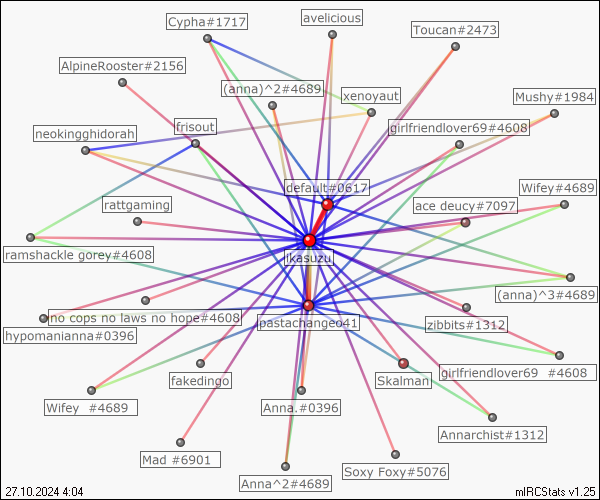 avelicious
Cypha#1717
Toucan#2473
AlpineRooster#2156
(anna)^2#4689
xenoyaut
Mushy#1984
neokingghidorah
frisout
girlfriendlover69#4608
default#0617
Wifey#4689
rattgaming
ace deucy#7097
ramshackle gorey#4608
ikasuzu
(anna)^3#4689
no cops no laws no hope#4608
hypomanianna#0396
pastachangeo41
zibbits#1312
fakedingo
Skalman
girlfriendlover69 #4608
Wifey #4689
Anna.#0396
Annarchist#1312
Mad #6901
Anna^2#4689
Soxy Foxy#5076
27.10.2024 4:04
mIRCStats v1.25